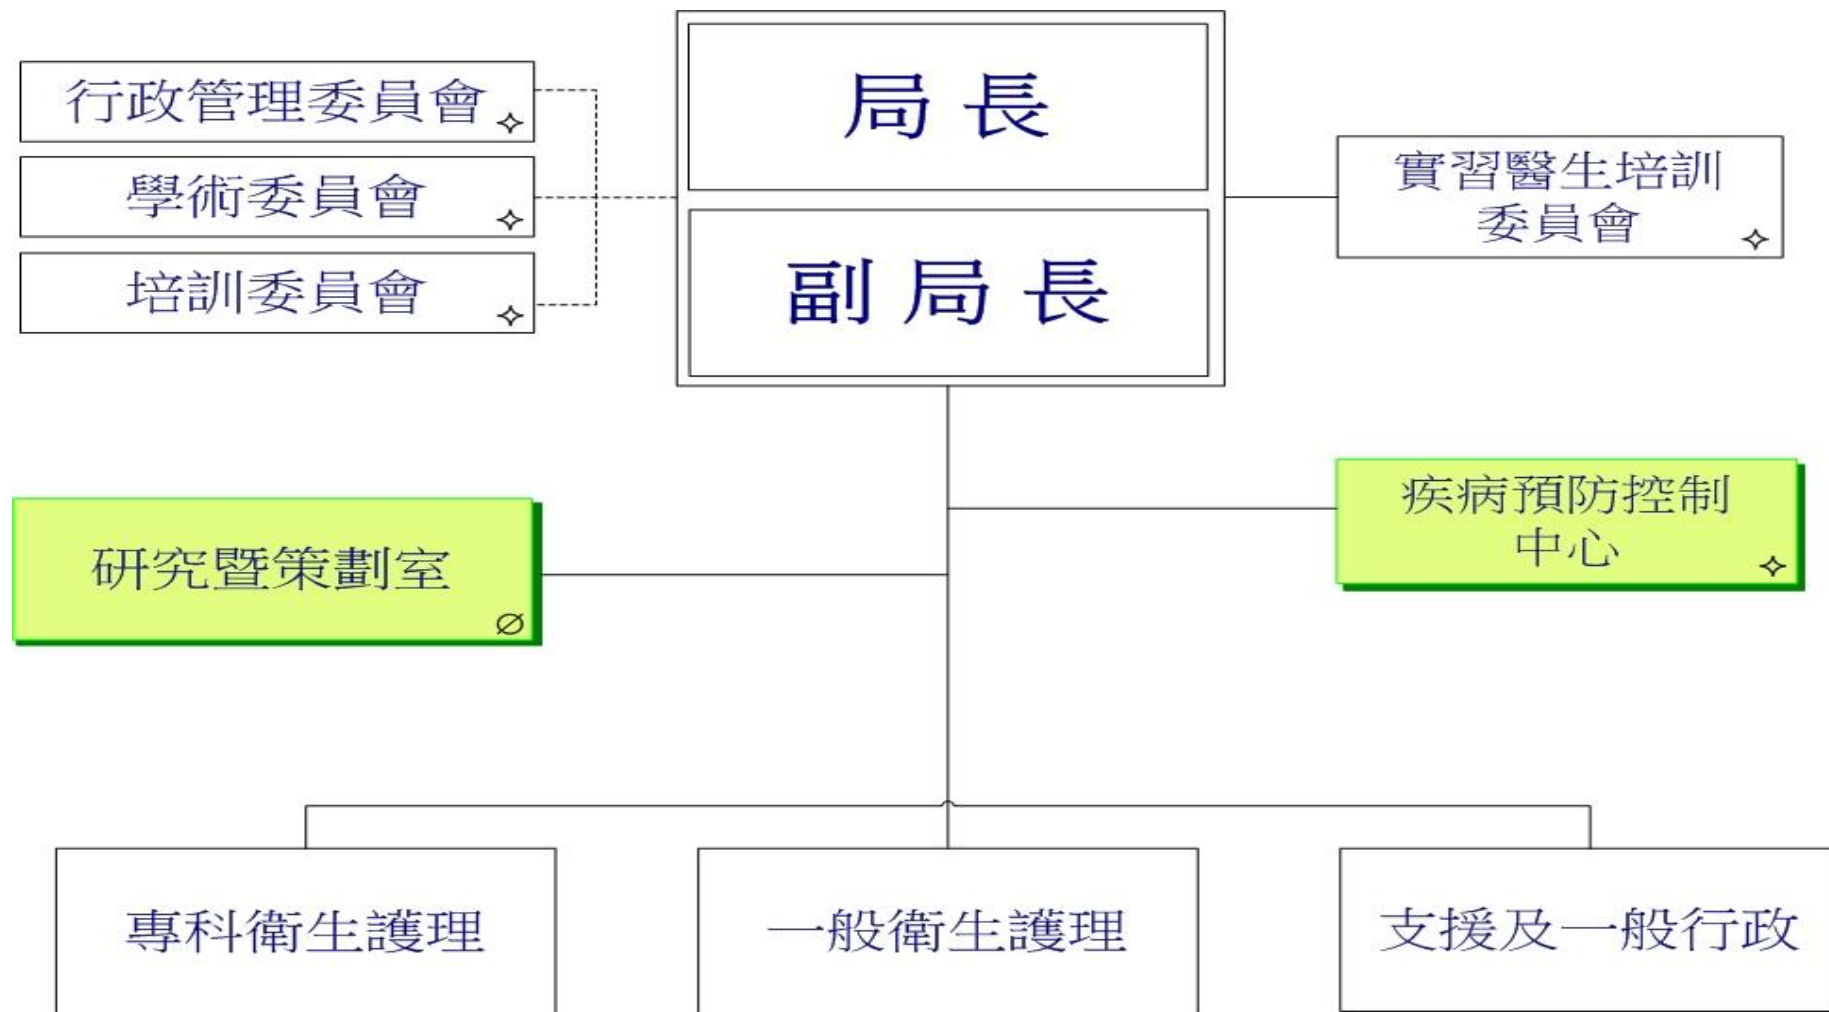 行政管理委員會
學術委員會
培訓委員會
局長
副局長
實習醫生培訓
委員會
研究暨策劃室
疾病預防控制
中心
專科衛生護理
一般衛生護理
支援及一般行政